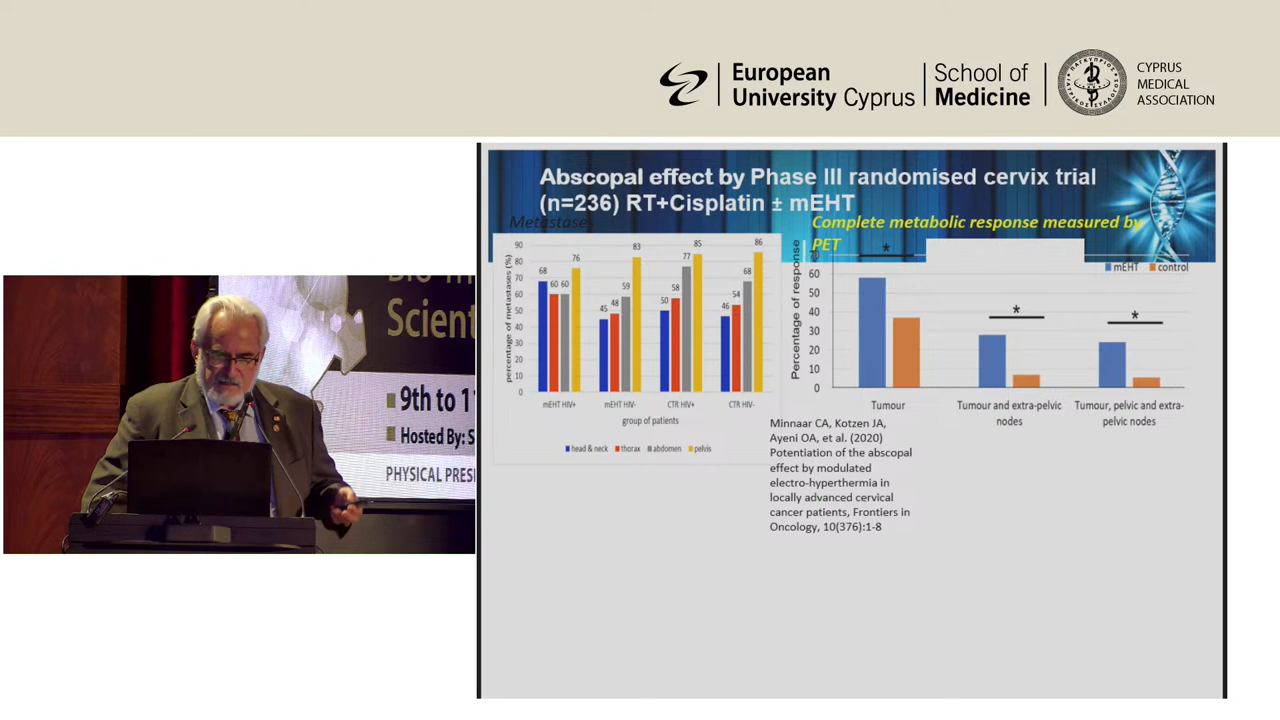 European
University Cyprus
School of
Medicine
CYPRUS
MEDICAL
ASSOCIATION
Scient
9th to 1
Hosted By: S
PHYSICAL PRES
Abscopal effect by Phase III randomised cervix trial
(n=236) RT+Cisplatin ± mEHT
Metastases
percentage of metastases (%)
90
80
70
60
50
40
30
20
10
0
68 60 60 76
45 48 59 83
50 58 77 85
46 54 68 86
mEHT HIV+ mEHT HIV- CTR HIV+ CTR HIV-
group of patients
head & neck thorax abdomen pelvis
Complete metabolic response measured by
PET
mEHT control
Percentage of response
60
50
40
30
20
10
0
* * *
Tumour
Tumour and extra-pelvic
nodes
Tumour, pelvic and extra-
pelvic nodes
Minnaar CA, Kotzen JA,
Ayeni OA, et al. (2020)
Potentiation of the abscopal
effect by modulated
electro-hyperthermia in
locally advanced cervical
cancer patients, Frontiers in
Oncology, 10(376):1-8